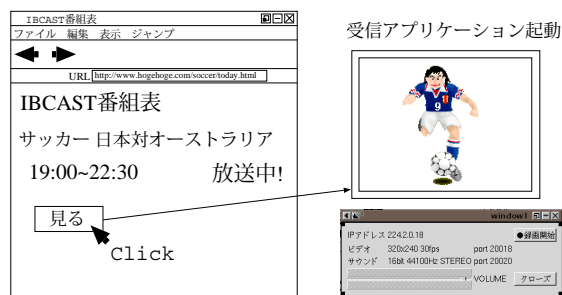 IBCAST番組表
ファイル 編集 表示 ジャンプ
URL http://www.hogehoge.com/soccer/today.html
IBCAST番組表
サッカー 日本対オーストラリア
19:00~22:30 放送中!
見る
Click
受信アプリケーション起動
9
window1
IPアドレス 224.2.0.18
●録画開始
ビデオ 320x240 30fps port 20018
サウンド 16bit 44100Hz STEREO port 20020
VOLUME クローズ